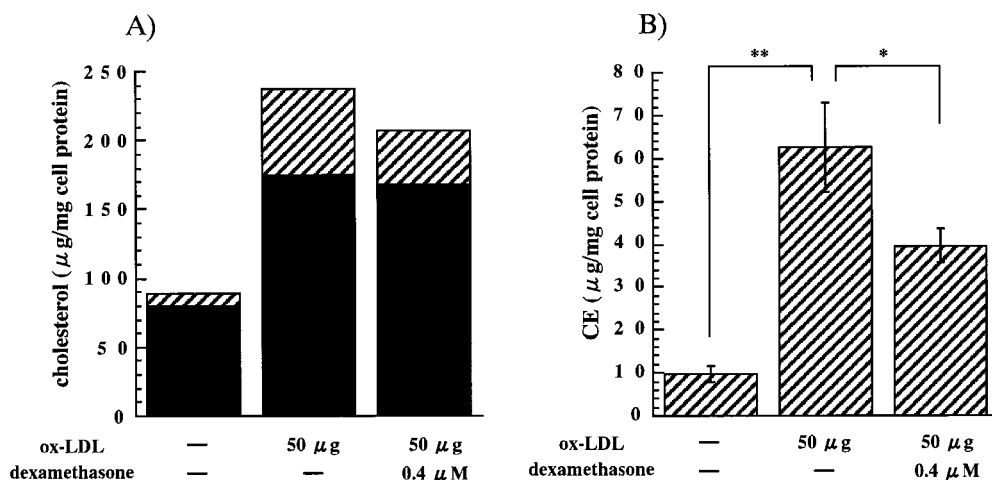 A)
cholesterol (μg/mg cell protein)
250
200
150
100
50
0
ox-LDL — 50 μg 50 μg
dexamethasone — — 0.4 μM
B)
** *
CE (μg/mg cell protein)
80
70
60
50
40
30
20
10
0
ox-LDL — 50 μg 50 μg
dexamethasone — — 0.4 μM